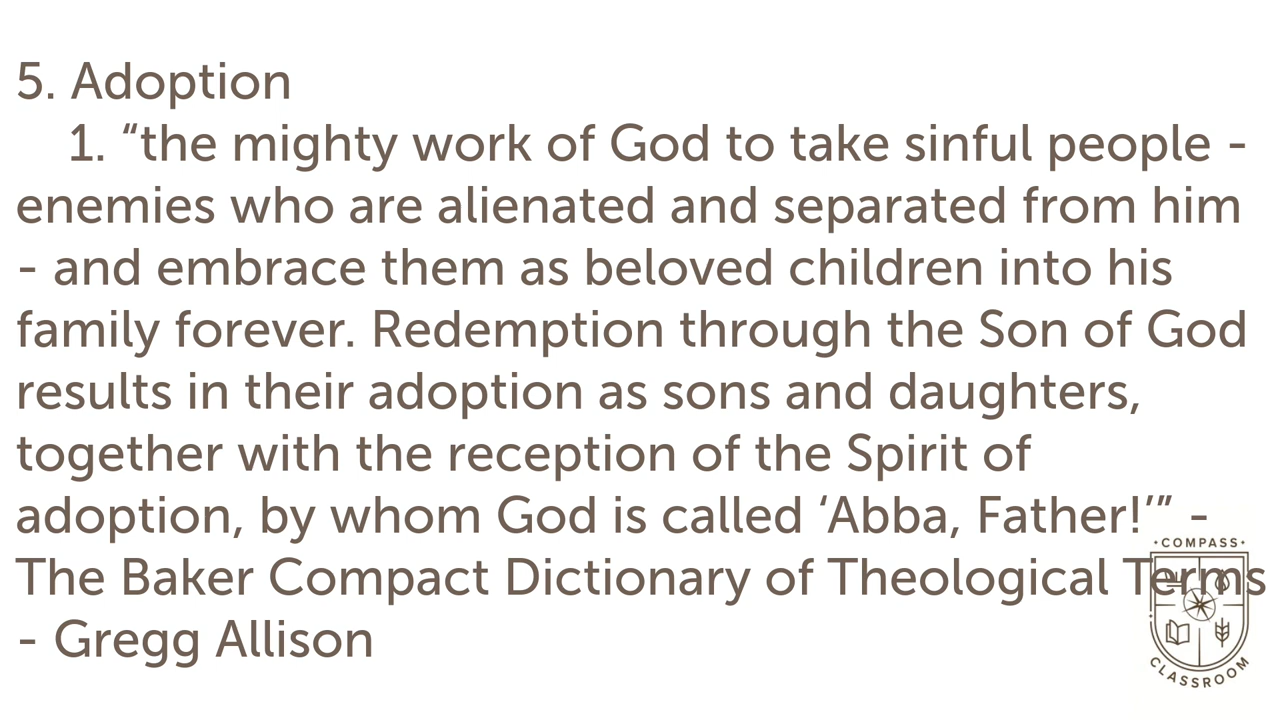 5. Adoption
1. “the mighty work of God to take sinful people -
enemies who are alienated and separated from him
- and embrace them as beloved children into his
family forever. Redemption through the Son of God
results in their adoption as sons and daughters,
together with the reception of the Spirit of
adoption, by whom God is called ‘Abba, Father!’” -
The Baker Compact Dictionary of Theological Terms
- Gregg Allison
• COMPASS •
CLASSROOM